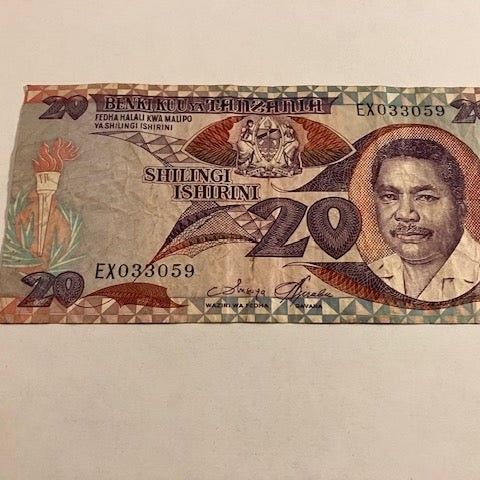 20 BENKI KUU YA TANZANIA EX033059 20
FEDHA HALALI KWA MALIPO
YA SHILINGI ISHIRINI
SHILINGI
ISHIRINI
20
EX033059
20
WAZIRI WA FEDHA GAVANA